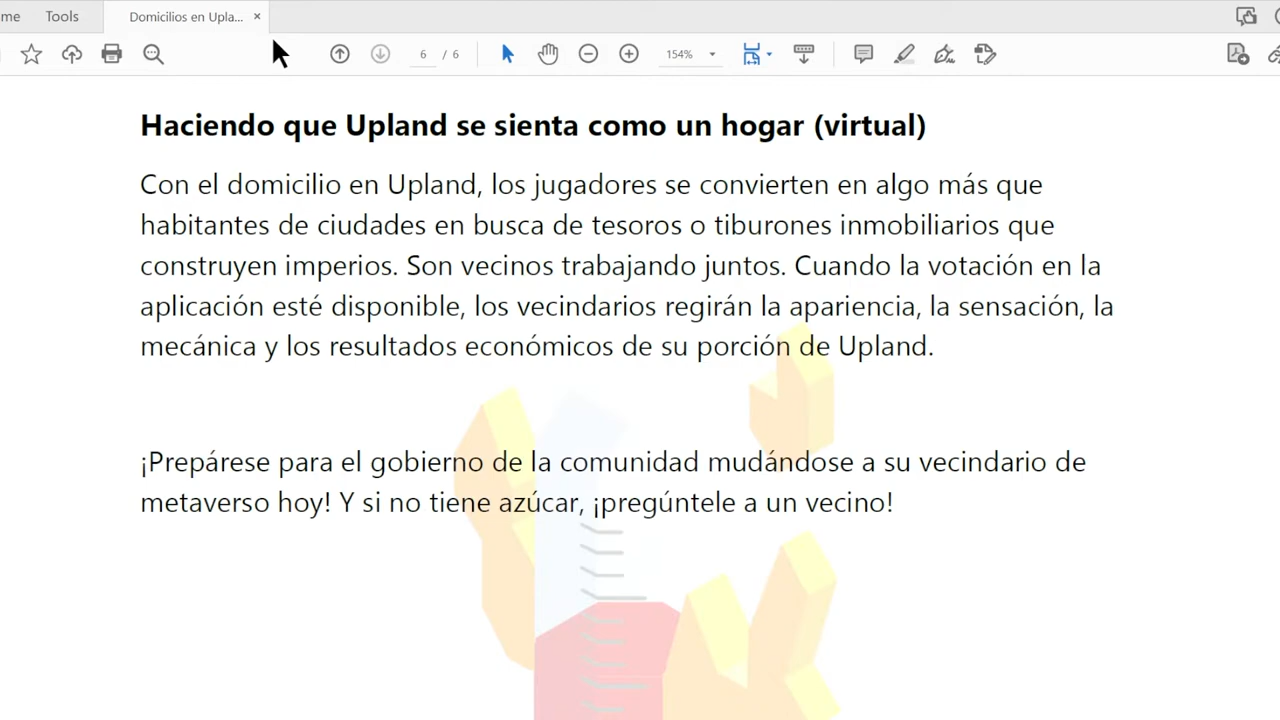 me Tools Domicilios en Upla... ×
6 / 6 154%
Haciendo que Upland se sienta como un hogar (virtual)
Con el domicilio en Upland, los jugadores se convierten en algo más que
habitantes de ciudades en busca de tesoros o tiburones inmobiliarios que
construyen imperios. Son vecinos trabajando juntos. Cuando la votación en la
aplicación esté disponible, los vecindarios regirán la apariencia, la sensación, la
mecánica y los resultados económicos de su porción de Upland.
¡Prepárese para el gobierno de la comunidad mudándose a su vecindario de
metaverso hoy! Y si no tiene azúcar, ¡pregúntele a un vecino!